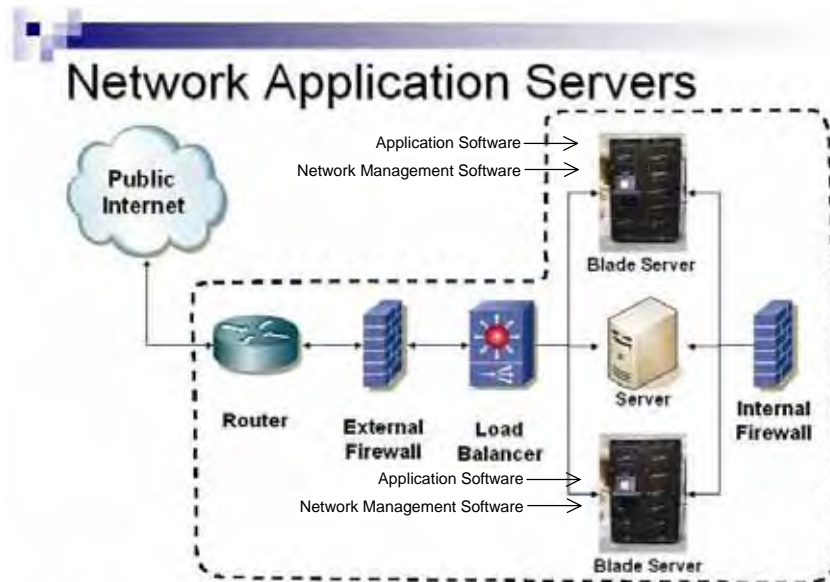 Network Application Servers
Public
Internet
Application Software
Network Management Software
Blade Server
Router
External
Firewall
Load
Balancer
Server
Internal
Firewall
Application Software
Network Management Software
Blade Server